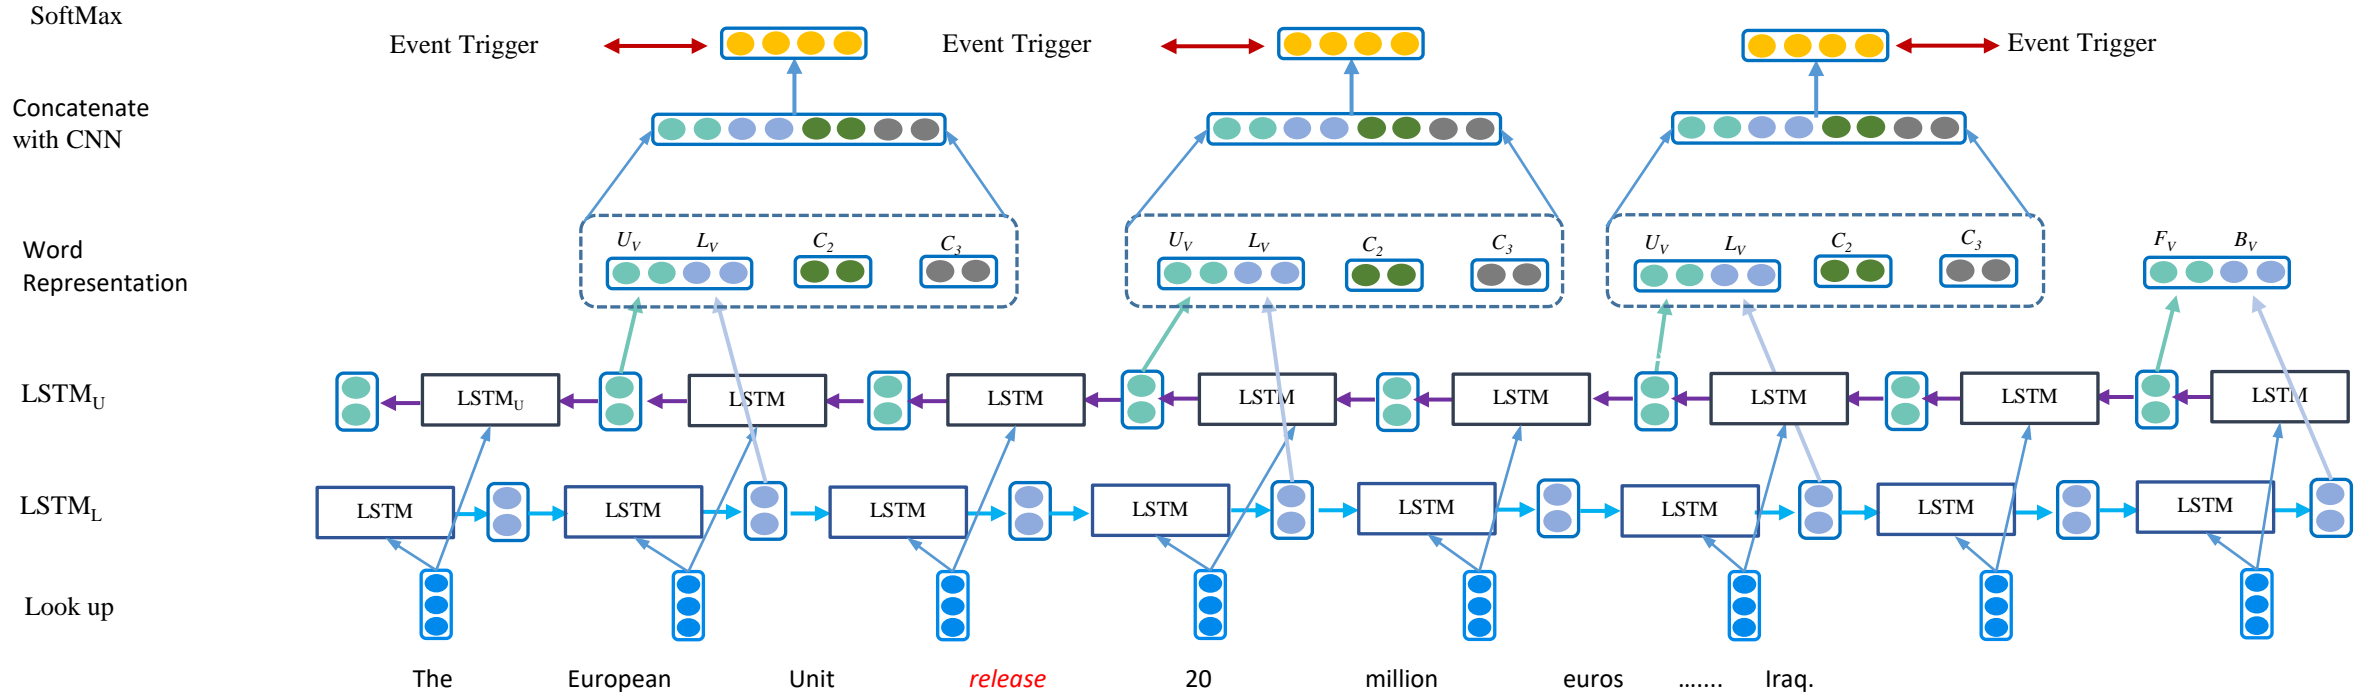 SoftMax
Event Trigger
Event Trigger
Event Trigger
Concatenate
with CNN
Word
Representation
U_V L_V C_2 C_3
U_V L_V C_2 C_3
U_V L_V C_2 C_3
F_V B_V
LSTM_U
LSTM_U LSTM LSTM LSTM LSTM LSTM LSTM LSTM
LSTM_L
LSTM LSTM LSTM LSTM LSTM LSTM LSTM LSTM
Look up
The European Unit release 20 million euros ....... Iraq.